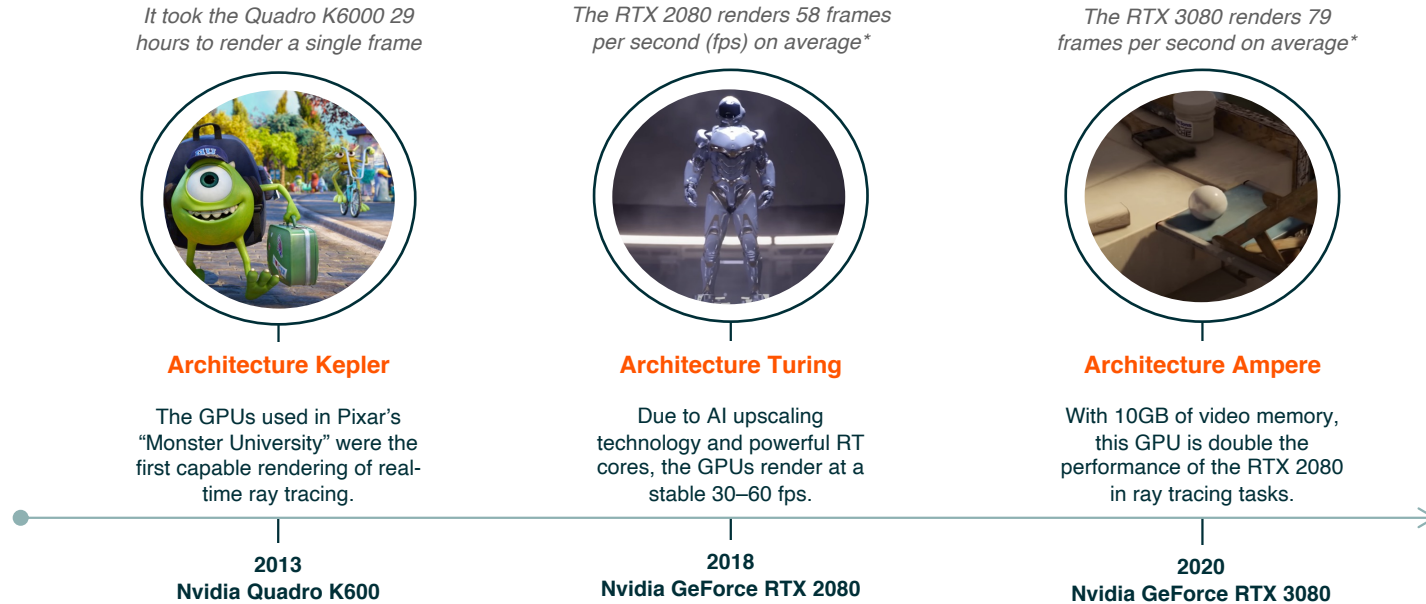 It took the Quadro K6000 29
hours to render a single frame
Architecture Kepler
The GPUs used in Pixar's
“Monster University” were the
first capable rendering of real-
time ray tracing.
2013
Nvidia Quadro K600
The RTX 2080 renders 58 frames
per second (fps) on average*
Architecture Turing
Due to AI upscaling
technology and powerful RT
cores, the GPUs render at a
stable 30–60 fps.
2018
Nvidia GeForce RTX 2080
The RTX 3080 renders 79
frames per second on average*
Architecture Ampere
With 10GB of video memory,
this GPU is double the
performance of the RTX 2080
in ray tracing tasks.
2020
Nvidia GeForce RTX 3080